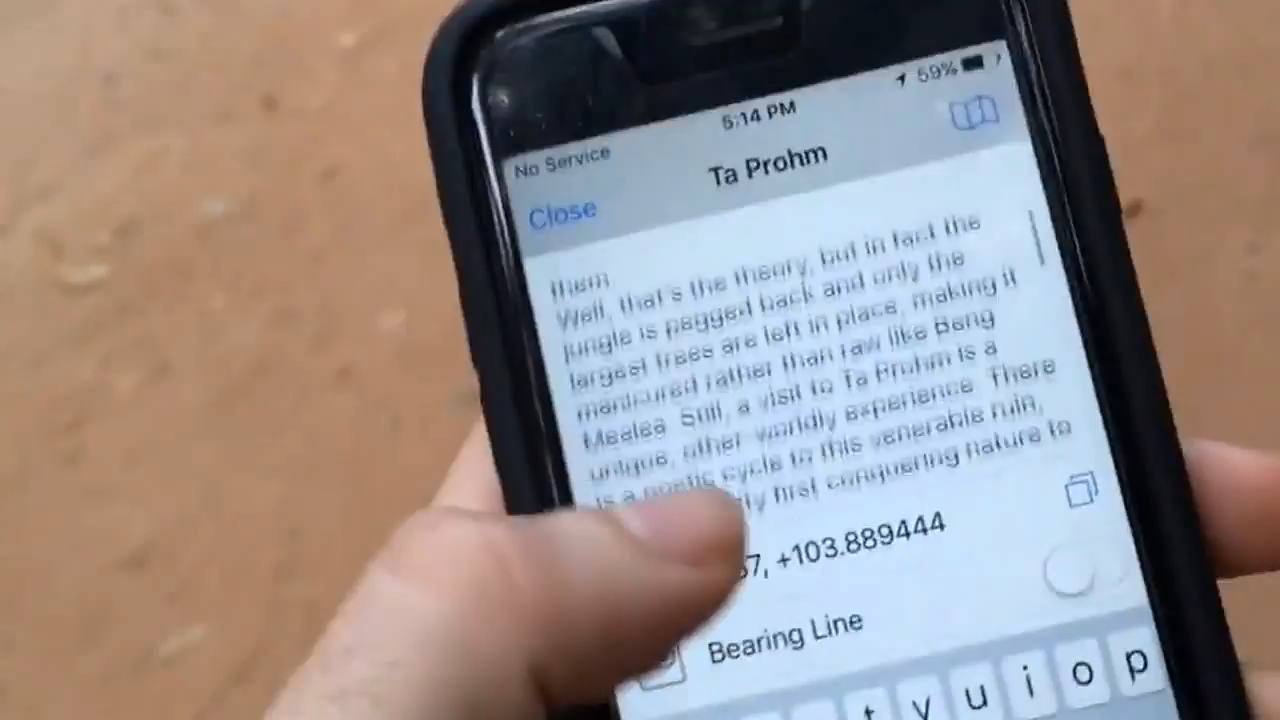 59%
5:14 PM
No Service
Ta Prohm
Close
them
Well, that's the theory, but in fact the
jungle is pegged back and only the
largest trees are left in place, making it
manicured rather than raw like Beng
Mealea. Still, a visit to Ta Prohm is a
unique, other-worldly experience. There
is a poetic cycle to this venerable ruin,
first conquering nature to
7, +103.889444
Bearing Line
t y u i o p